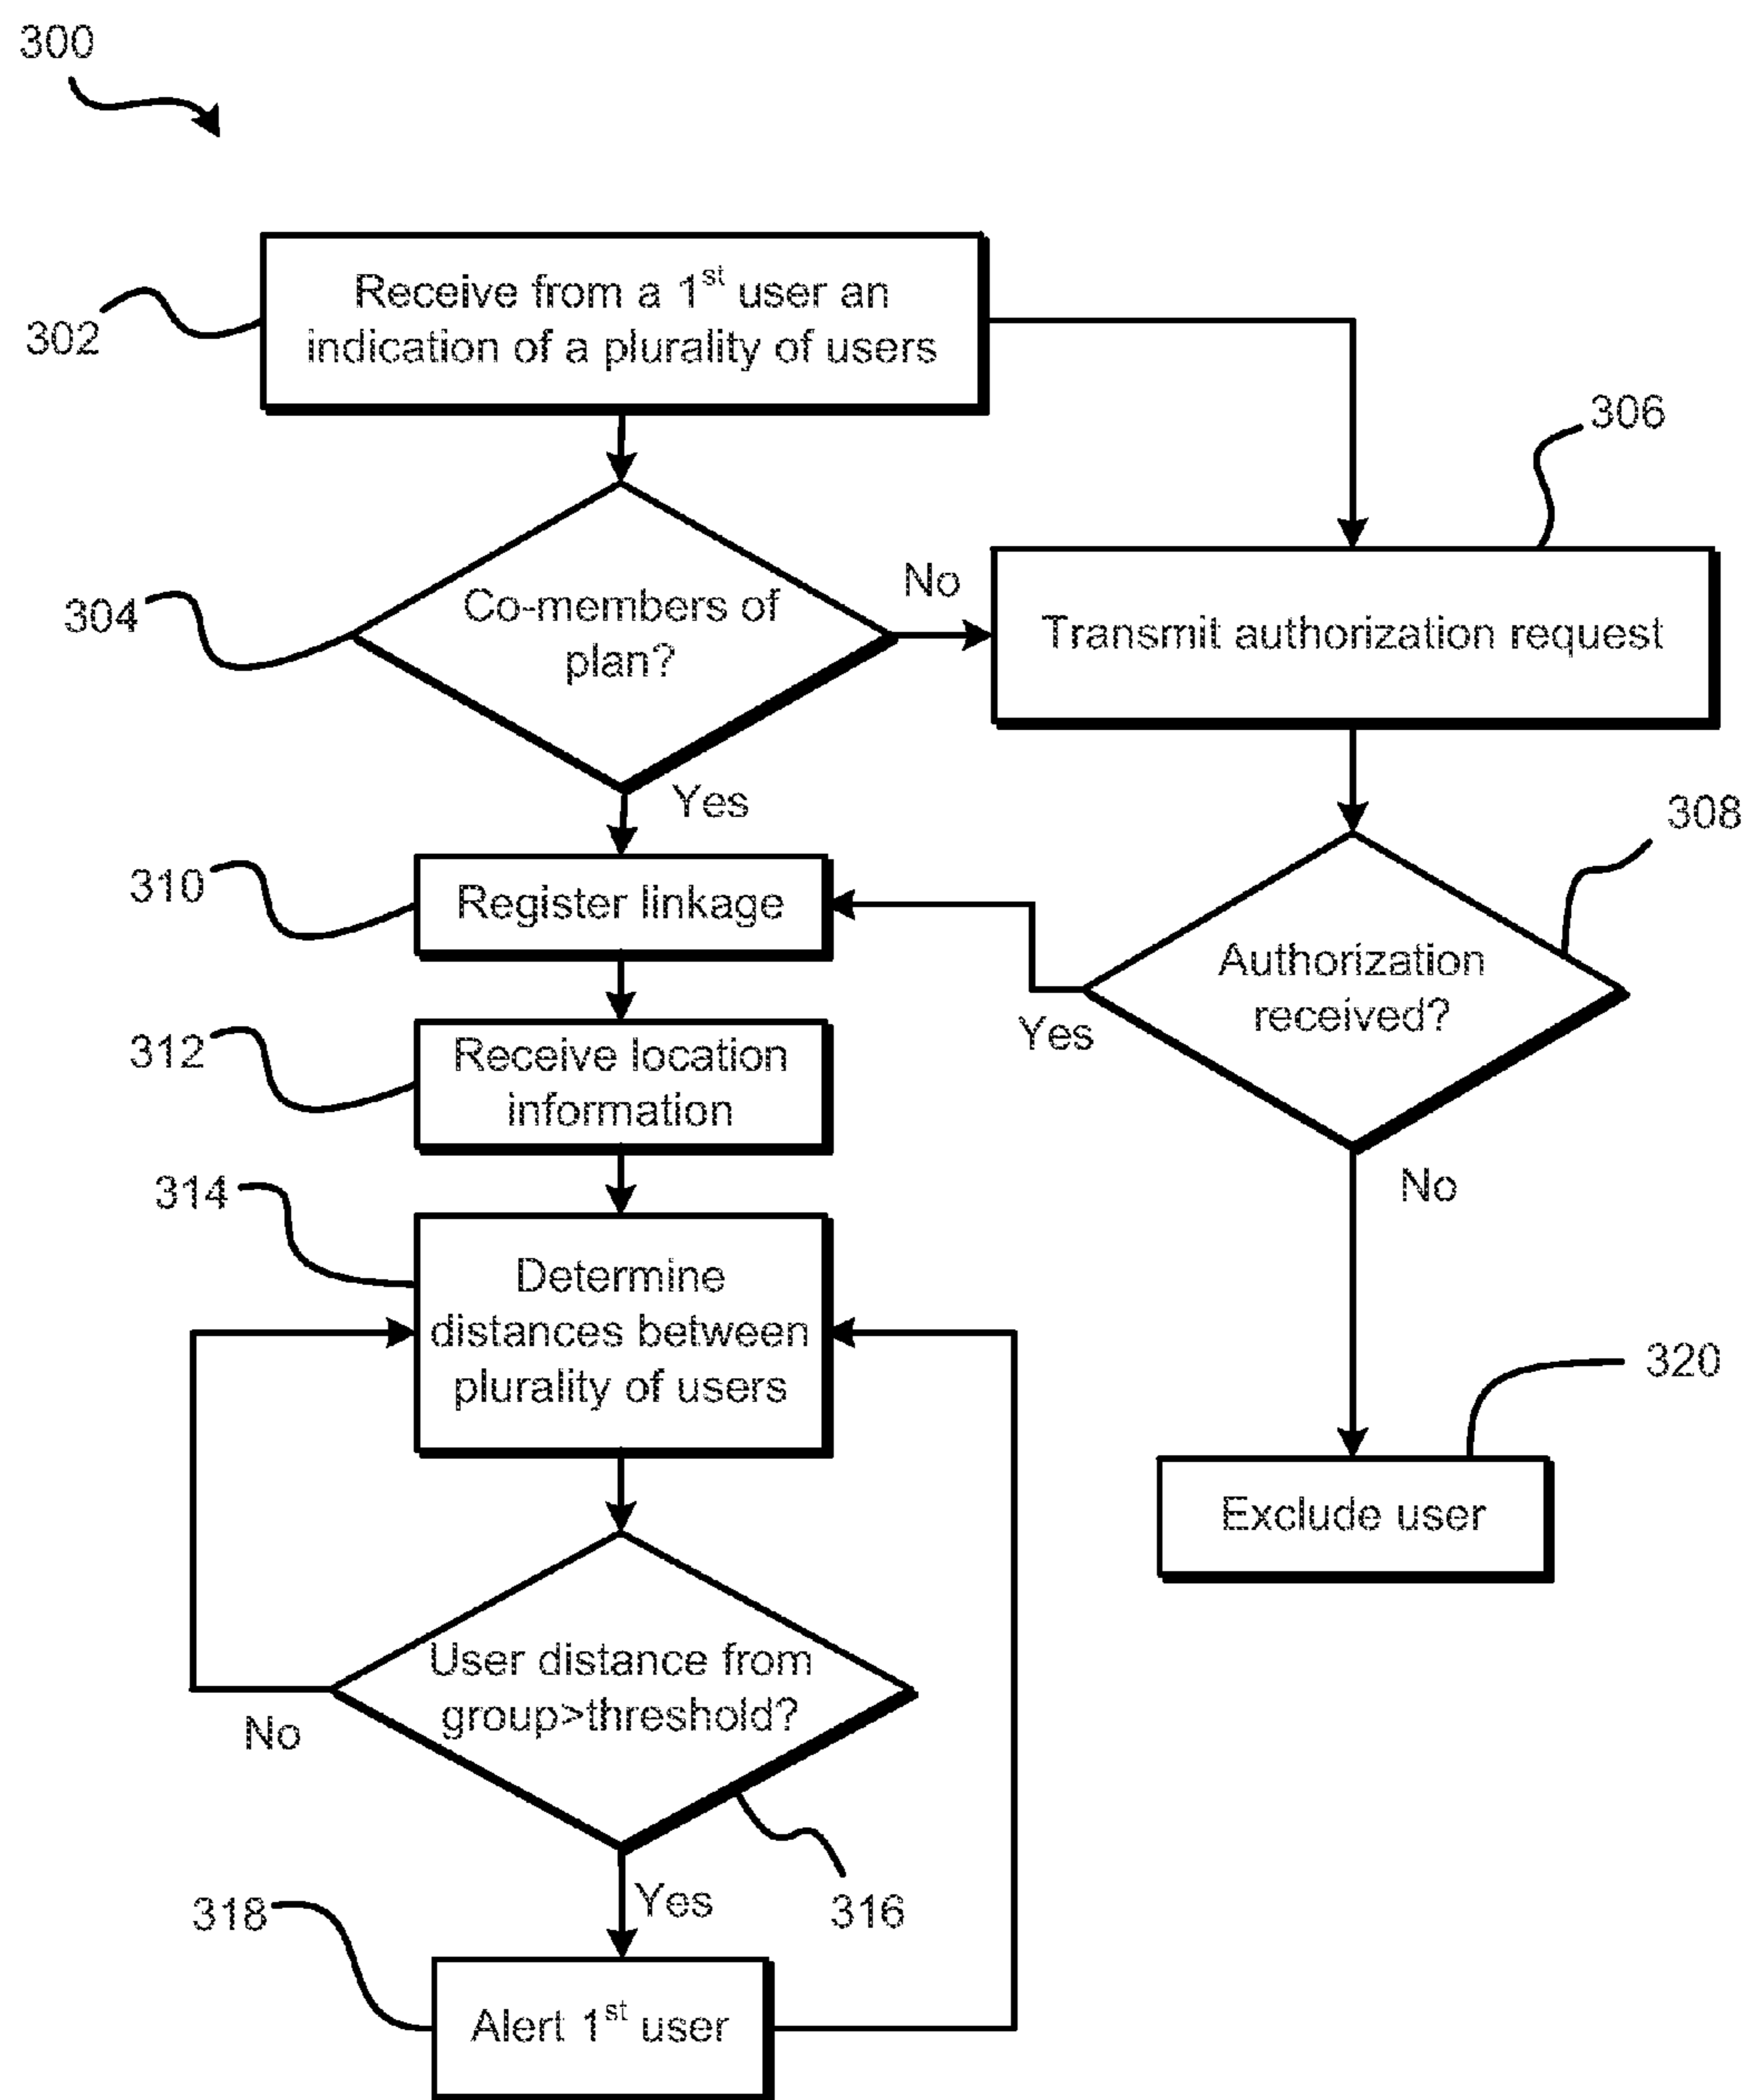 300
Receive from a 1st user an
indication of a plurality of users
302
306
304
Co-members of
plan?
No
Transmit authorization request
Yes
308
310
Register linkage
Authorization
received?
Yes
312
Receive location
information
No
314
Determine
distances between
plurality of users
320
Exclude user
User distance from
group>threshold?
No
316
Yes
318
Alert 1st user